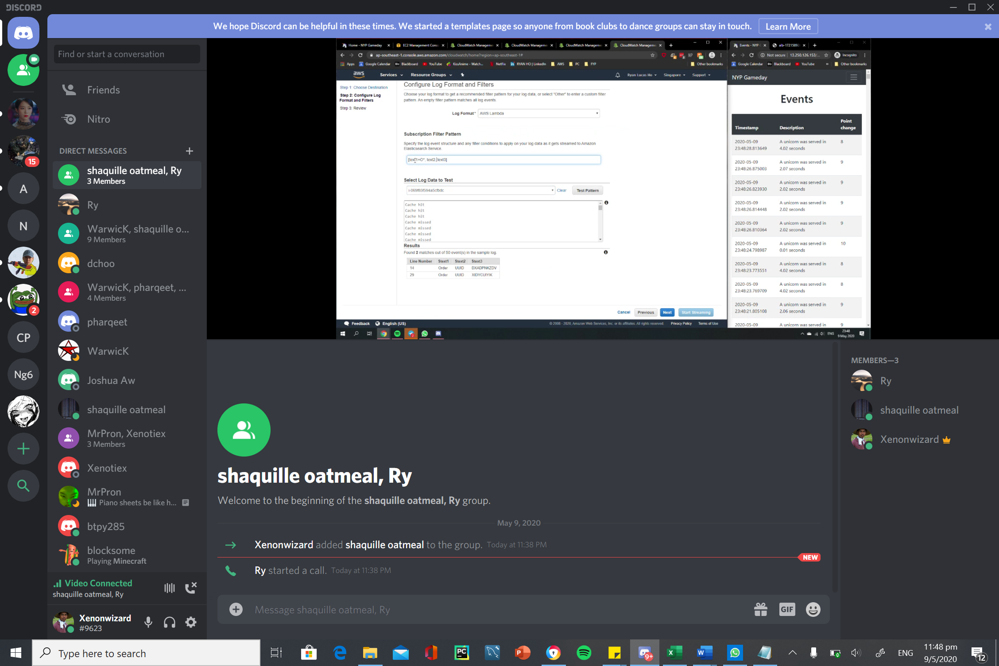 DISCORD
We hope Discord can be helpful in these times. We started a templates page so anyone from book clubs to dance groups can stay in touch.
Learn More
Find or start a conversation
Friends
Nitro
DIRECT MESSAGES
shaquille oatmeal, Ry
3 Members
Ry
WarwicK, shaquille o...
9 Members
dchoo
WarwicK, pharqeet, ...
4 Members
pharqeet
WarwicK
Joshua Aw
shaquille oatmeal
MrPron, Xenotiex
3 Members
Xenotiex
MrPron
Piano sheets be like h...
btpy285
blocksome
Playing Minecraft
15
A
N
2
CP
Ng6
Video Connected
shaquille oatmeal, Ry
Xenonwizard
#9623
Home - NYP Gameday
EC2 Management Conso
CloudWatch Manageme
CloudWatch Manageme
CloudWatch Manageme
CloudWatch Manageme
ap-southeast-1.console.aws.amazon.com/cloudwatch/home?region=ap-southeast-1#
Apps
Google Calendar
Blackboard
YouTube
KissAnime - Watch...
Netflix
RYAN HO | LinkedIn
AWS
PC
FYP
Other bookmarks
aws
Services
Resource Groups
Ryan Lucas Ho
Singapore
Support
Step 1: Choose Destination
Step 2: Configure Log
Format and Filters
Step 3: Review
Configure Log Format and Filters
Choose your log format to get a recommended filter pattern for your log data, or select "Other" to enter a custom filter
pattern. An empty filter pattern matches all log events.
Log Format*
AWS Lambda
Subscription Filter Pattern
Specify the log event structure and any filter conditions to apply on your log data as it gets streamed to Amazon
Elasticsearch Service.
[text1=O*, text2,text3]
Select Log Data to Test
i-069f85f594a5cfbdc
Clear
Test Pattern
Cache hit
Cache hit
Cache hit
Cache missed
Cache missed
Cache missed
Cache missed
Results
Found 2 matches out of 50 event(s) in the sample log.
Line Number $text1 $text2 $text3
14 Order UUID DXADPNKZDV
29 Order UUID XIDYCUIYIK
Cancel
Previous
Next
Start Streaming
Feedback
English (US)
© 2008 - 2020, Amazon Web Services, Inc. or its affiliates. All rights reserved.
Privacy Policy
Terms of Use
Events - NYP G
alb-1721589
Not secure
13.250.126.153/...
Incognito
Google Calendar
Blackboard
YouTube
»
Other bookmarks
NYP Gameday
Events
Timestamp Description Point
change
2020-05-09 A unicorn was served in 8
23:48:28.813649 4.02 seconds
2020-05-09 A unicorn was served in 9
23:48:26.875003 2.07 seconds
2020-05-09 A unicorn was served in 9
23:48:26.823930 2.02 seconds
2020-05-09 A unicorn was served in 9
23:48:26.814448 2.02 seconds
2020-05-09 A unicorn was served in 9
23:48:26.810364 2.02 seconds
2020-05-09 A unicorn was served in 10
23:48:24.798987 0.01 seconds
2020-05-09 A unicorn was served in 8
23:48:23.773551 4.02 seconds
2020-05-09 A unicorn was served in 8
23:48:23.769709 4.02 seconds
2020-05-09 A unicorn was served in 9
23:48:21.805108 2.06 seconds
2020-05-09 A unicorn was served in 9
ENG
23:48
9 May 2020
shaquille oatmeal, Ry
Welcome to the beginning of the shaquille oatmeal, Ry group.
May 9, 2020
Xenonwizard added shaquille oatmeal to the group. Today at 11:38 PM
NEW
Ry started a call. Today at 11:38 PM
Message shaquille oatmeal, Ry
GIF
MEMBERS—3
Ry
shaquille oatmeal
Xenonwizard
Type here to search
PC
P
9+
X
W
ENG
11:48 pm
9/5/2020
12